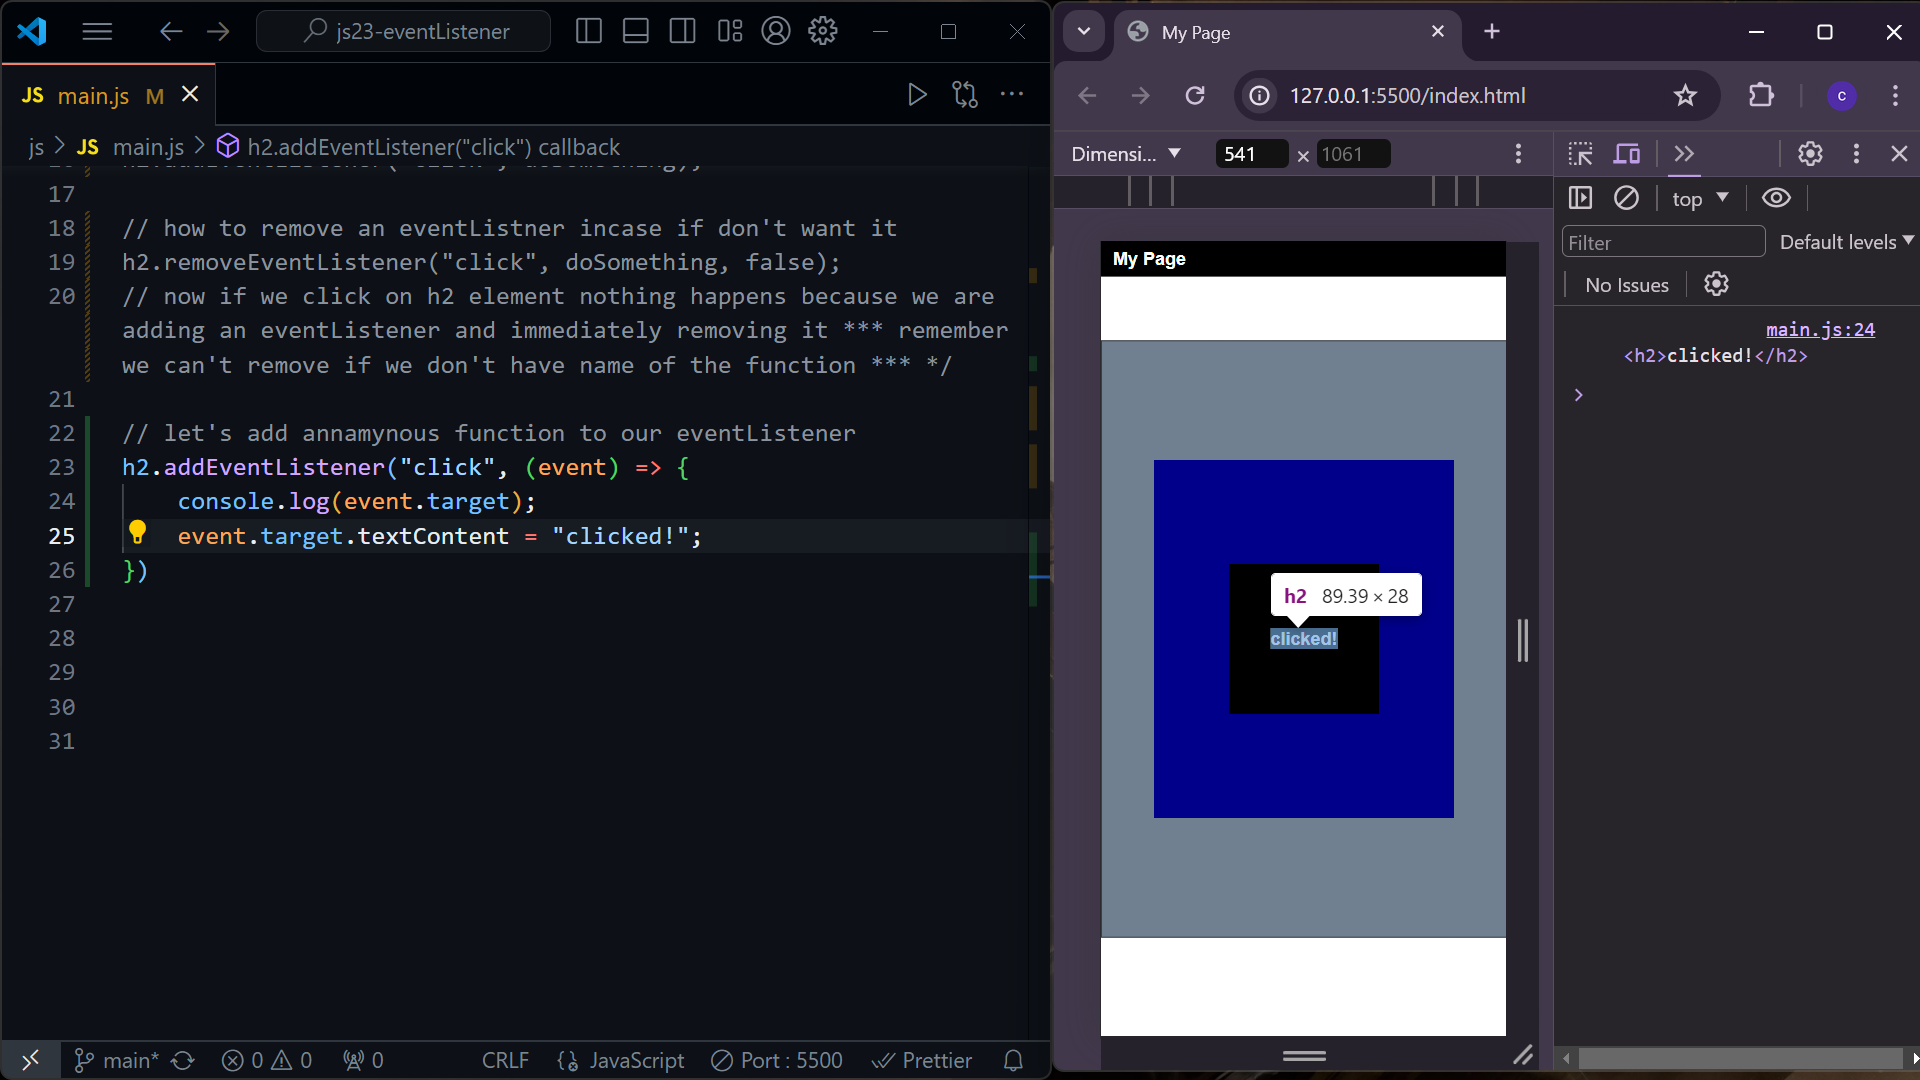 js23-eventListener
JS main.js M
js > JS main.js > h2.addEventListener("click") callback
17
18 // how to remove an eventListner incase if don't want it
19 h2.removeEventListener("click", doSomething, false);
20 // now if we click on h2 element nothing happens because we are
adding an eventListener and immediately removing it *** remember
we can't remove if we don't have name of the function *** */
21
22 // let's add annamynous function to our eventListener
23 h2.addEventListener("click", (event) => {
24 console.log(event.target);
25 event.target.textContent = "clicked!";
26 })
27
28
29
30
31
main* 0 0 0 CRLF JavaScript Port : 5500 Prettier
My Page
127.0.0.1:5500/index.html
c
Dimensi... 541 × 1061
My Page
h2 89.39 × 28
clicked!
top
Filter
Default levels
No Issues
main.js:24
<h2>clicked!</h2>